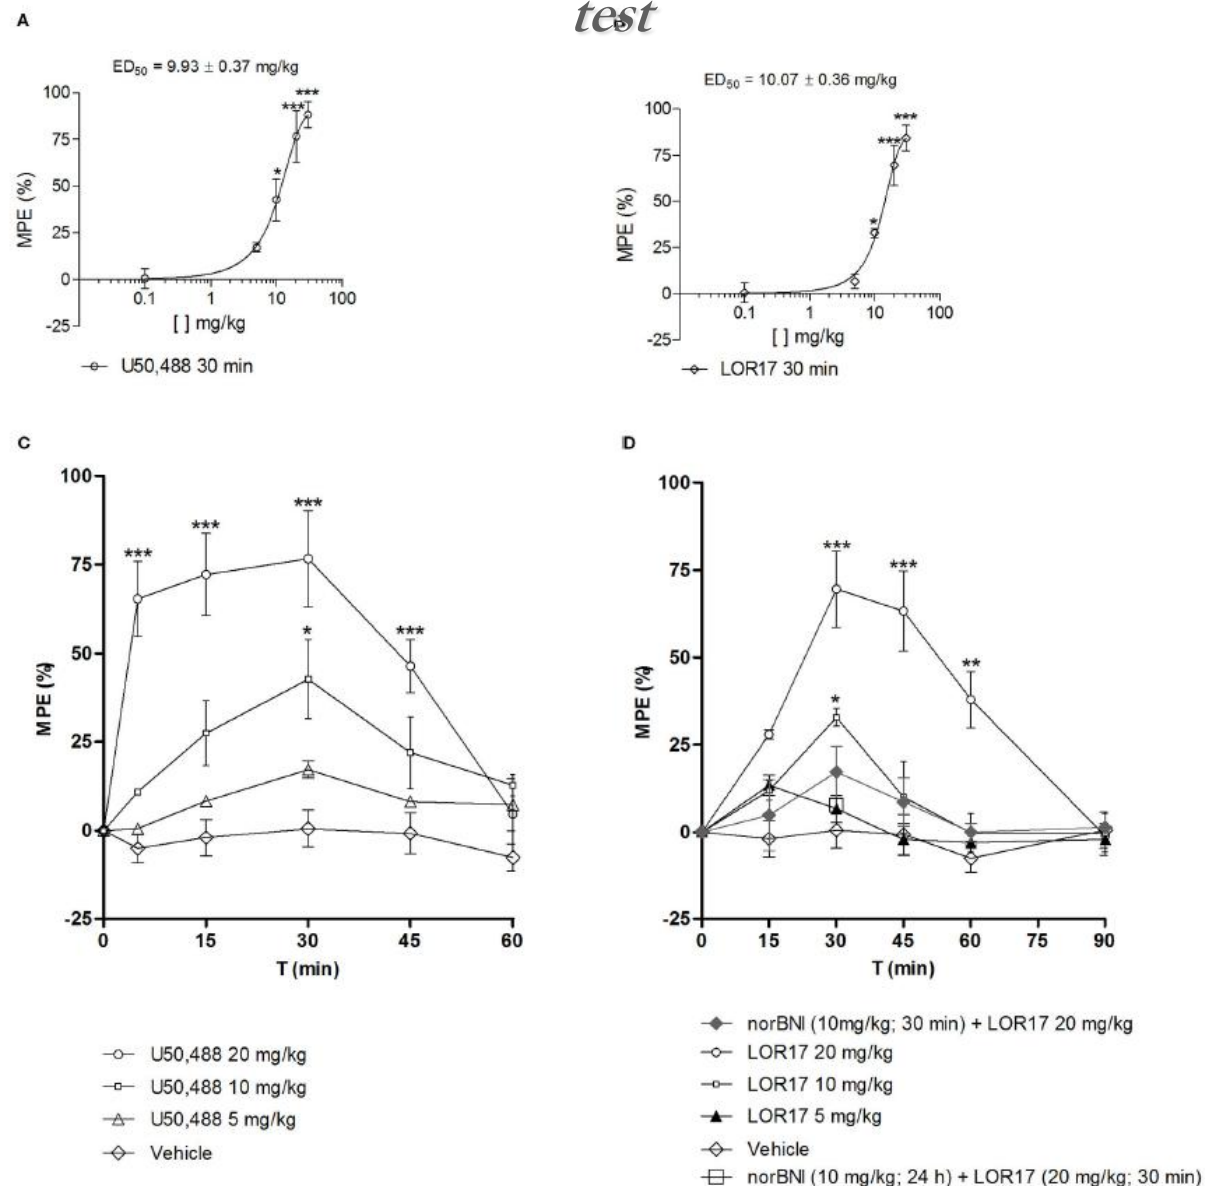 A
test
ED50 = 9.93 ± 0.37 mg/kg
***
***
*
100
75
50
25
0
-25
MPE (%)
0.1
1
10
100
[ ] mg/kg
U50,488 30 min
ED50 = 10.07 ± 0.36 mg/kg
***
***
*
100
75
50
25
0
-25
MPE (%)
0.1
1
10
100
[ ] mg/kg
LOR17 30 min
C
100
75
50
25
0
-25
MPE (%)
***
***
***
*
***
0
15
30
45
60
T (min)
U50,488 20 mg/kg
U50,488 10 mg/kg
U50,488 5 mg/kg
Vehicle
D
100
75
50
25
0
-25
MPE (%)
***
***
**
*
0
15
30
45
60
75
90
T (min)
norBNI (10mg/kg; 30 min) + LOR17 20 mg/kg
LOR17 20 mg/kg
LOR17 10 mg/kg
LOR17 5 mg/kg
Vehicle
norBNI (10 mg/kg; 24 h) + LOR17 (20 mg/kg; 30 min)